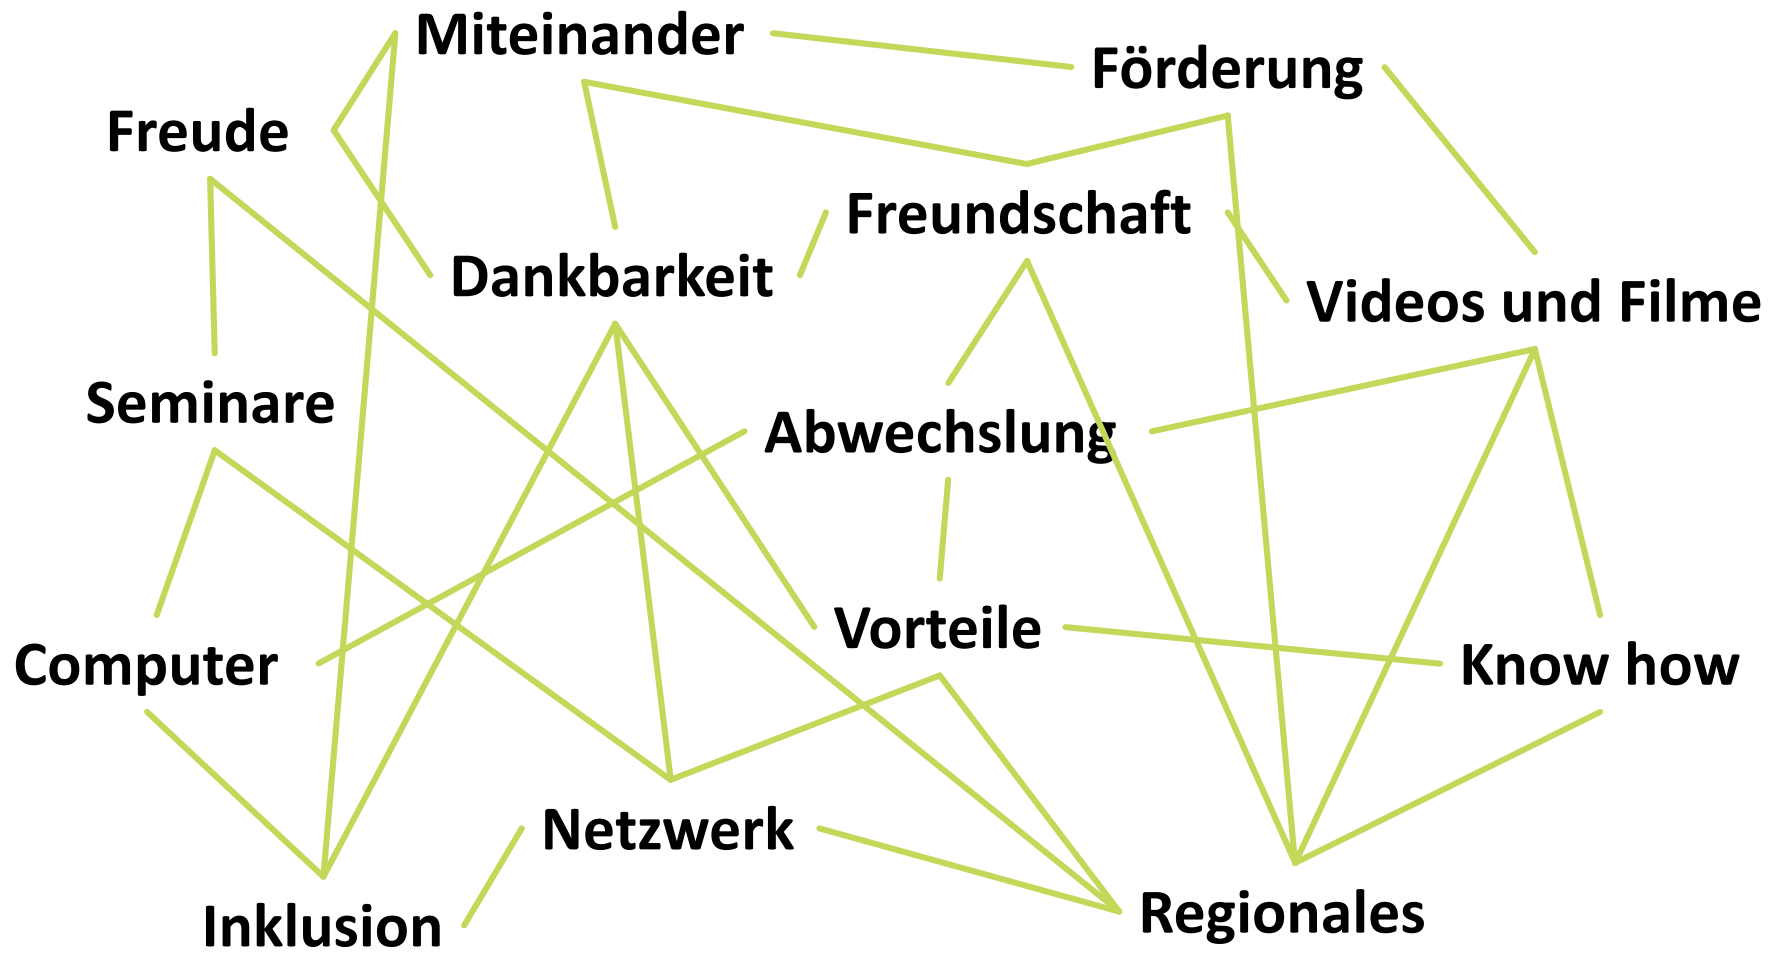 Miteinander
Förderung
Freude
Freundschaft
Dankbarkeit
Videos und Filme
Seminare
Abwechslung
Vorteile
Computer
Know how
Netzwerk
Regionales
Inklusion